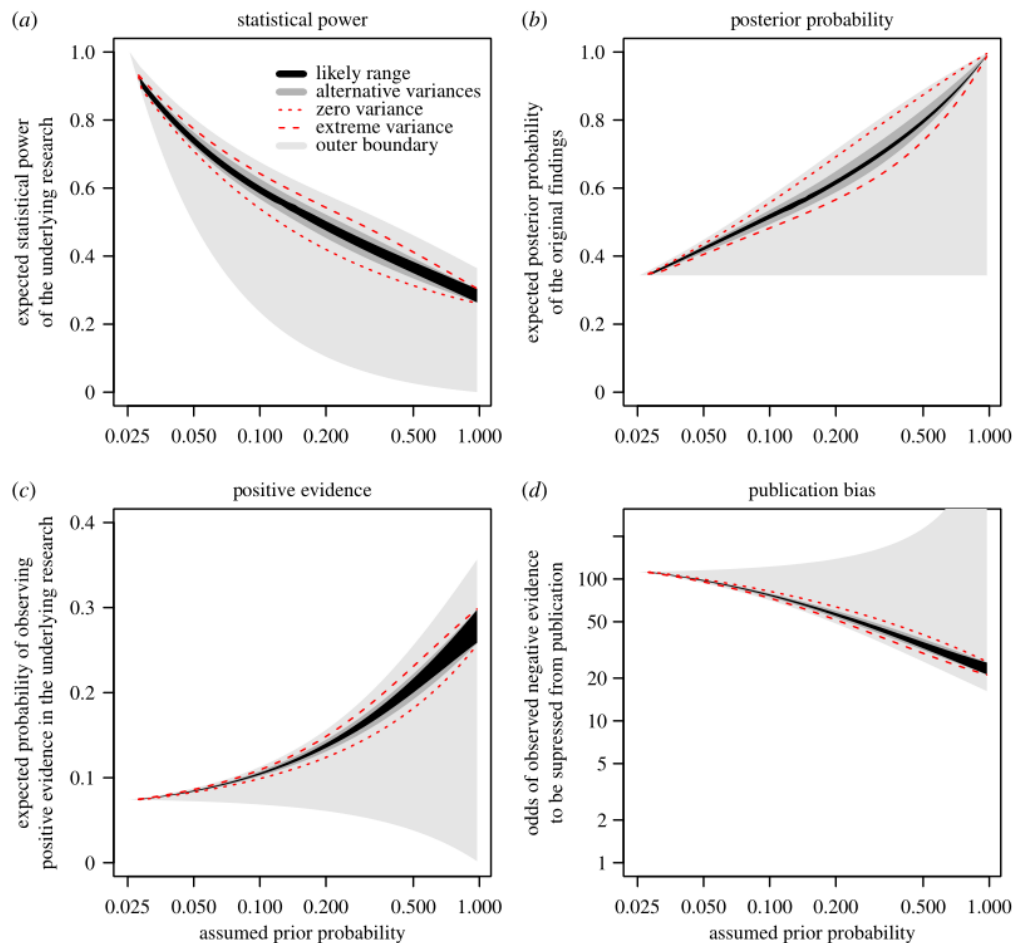 (a)
statistical power
1.0
0.8
0.6
0.4
0.2
0
expected statistical power
of the underlying research
likely range
alternative variances
zero variance
extreme variance
outer boundary
0.025 0.050 0.100 0.200 0.500 1.000
(b)
posterior probability
1.0
0.8
0.6
0.4
0.2
0
expected posterior probability
of the original findings
0.025 0.050 0.100 0.200 0.500 1.000
(c)
positive evidence
0.4
0.3
0.2
0.1
0
expected probability of observing
positive evidence in the underlying research
0.025 0.050 0.100 0.200 0.500 1.000
assumed prior probability
(d)
publication bias
100
50
20
10
5
2
1
odds of observed negative evidence
to be supressed from publication
0.025 0.050 0.100 0.200 0.500 1.000
assumed prior probability